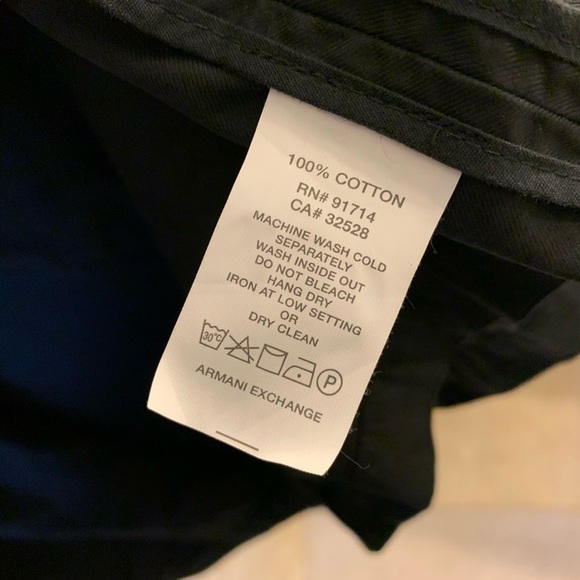 100% COTTON
RN# 91714
CA# 32528
MACHINE WASH COLD
SEPARATELY
WASH INSIDE OUT
DO NOT BLEACH
HANG DRY
IRON AT LOW SETTING
OR
DRY CLEAN
30°C P
ARMANI EXCHANGE